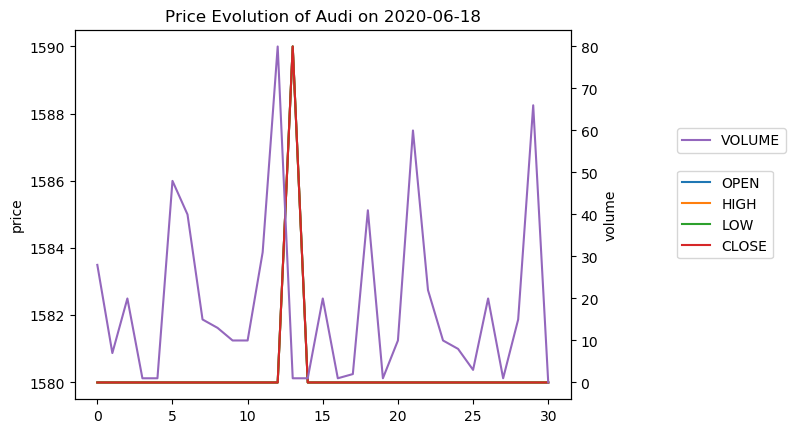 Price Evolution of Audi on 2020-06-18
1590
1588
1586
1584
1582
1580
price
80
70
60
50
40
30
20
10
0
volume
0 5 10 15 20 25 30
VOLUME
OPEN
HIGH
LOW
CLOSE